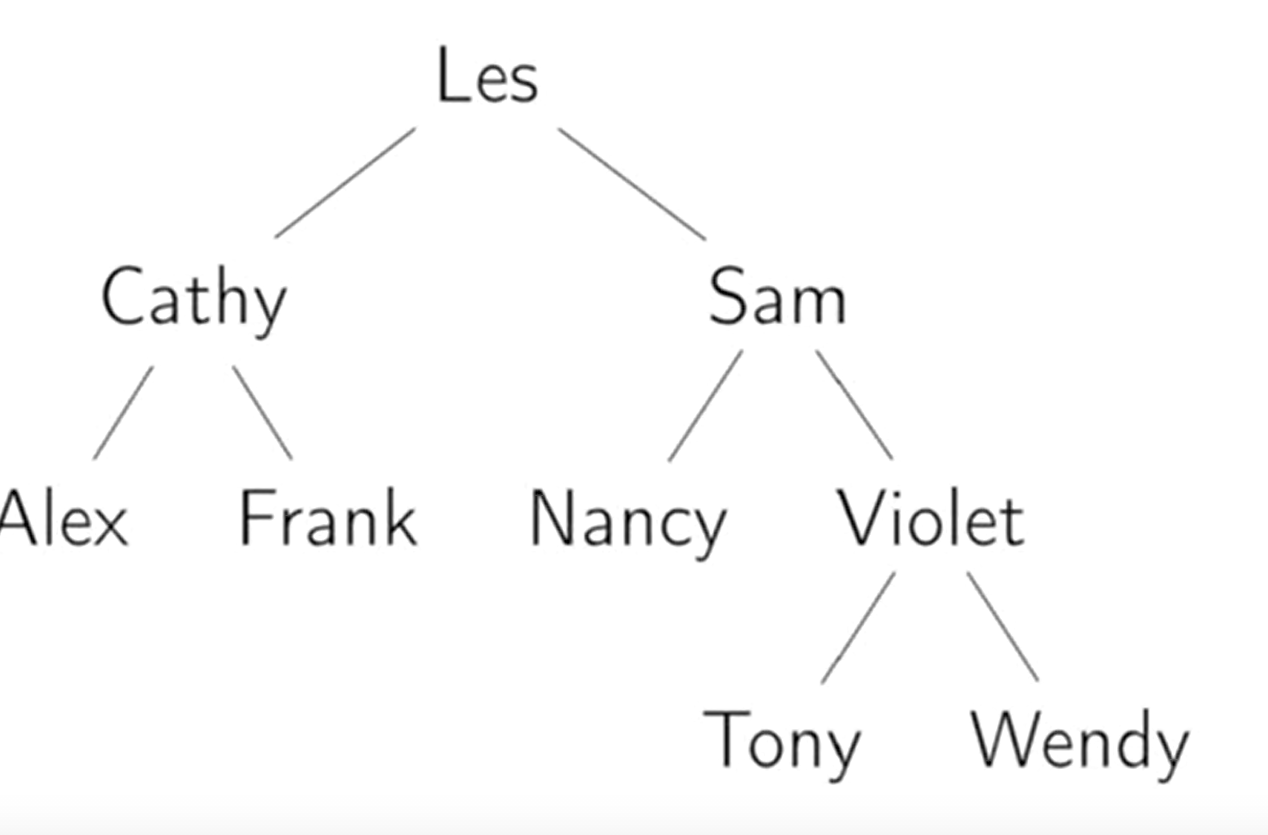 Les
Cathy Sam
Alex Frank Nancy Violet
Tony Wendy